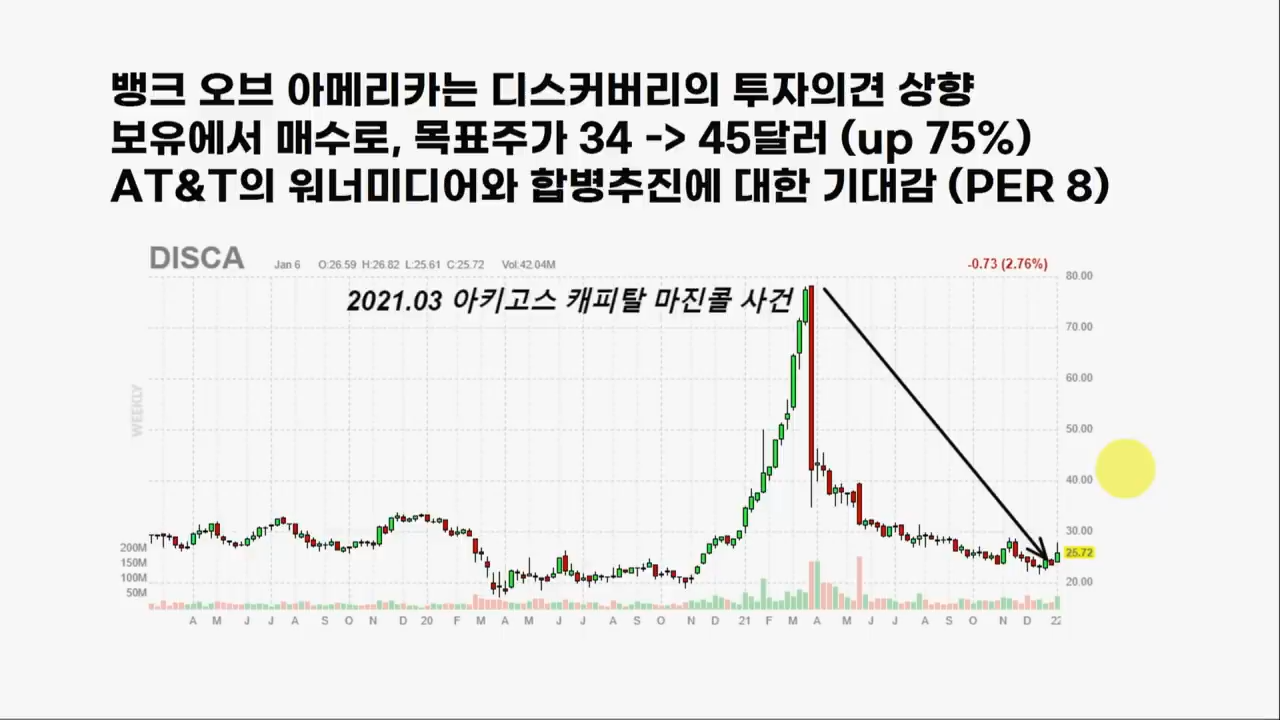 뱅크 오브 아메리카는 디스커버리의 투자의견 상향
보유에서 매수로, 목표주가 34 -> 45달러 (up 75%)
AT&T의 워너미디어와 합병추진에 대한 기대감 (PER 8)
DISCA Jan 6 O:26.59 H:26.82 L:25.61 C:25.72 Vol:42.04M -0.73 (2.76%)
2021.03 아키고스 캐피탈 마진콜 사건
80.00
70.00
60.00
50.00
40.00
30.00
25.72
20.00
WEEKLY
200M
150M
100M
50M
A M J J A S O N D 20 F M A M J J A S O N D 21 F M A M J J A S O N D 22